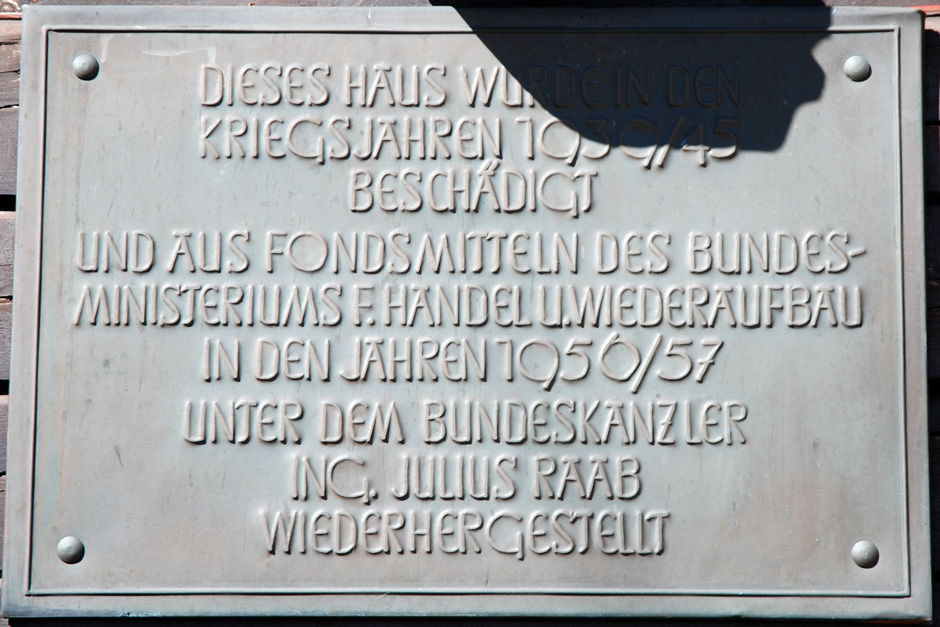 DIESES HAUS WURDE IN DEN
KRIEGSJAHREN 1939/45
BESCHÄDIGT
UND AUS FONDSMITTELN DES BUNDES-
MINISTERIUMS F. HANDEL U. WIEDERAUFBAU
IN DEN JAHREN 1956/57
UNTER DEM BUNDESKANZLER
ING. JULIUS RAAB
WIEDERHERGESTELLT